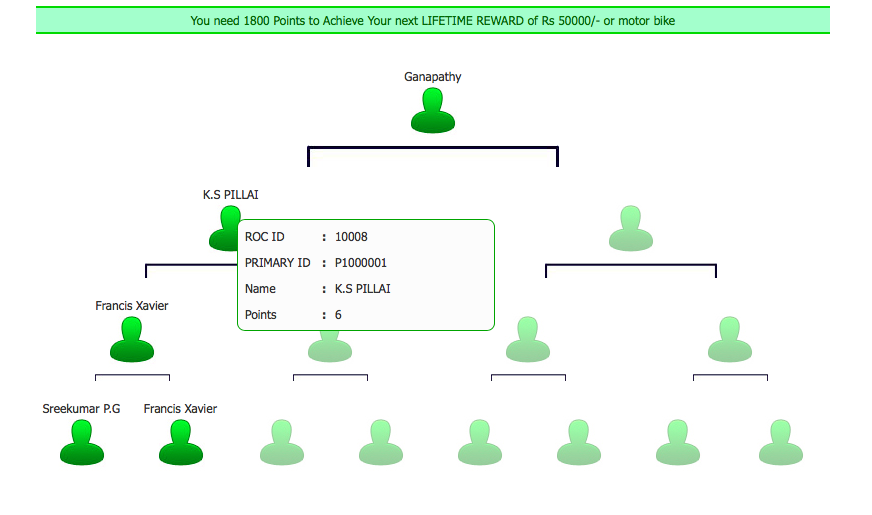 You need 1800 Points to Achieve Your next LIFETIME REWARD of Rs 50000/- or motor bike
Ganapathy
K.S PILLAI
ROC ID : 10008
PRIMARY ID : P1000001
Name : K.S PILLAI
Points : 6
Francis Xavier
Sreekumar P.G Francis Xavier